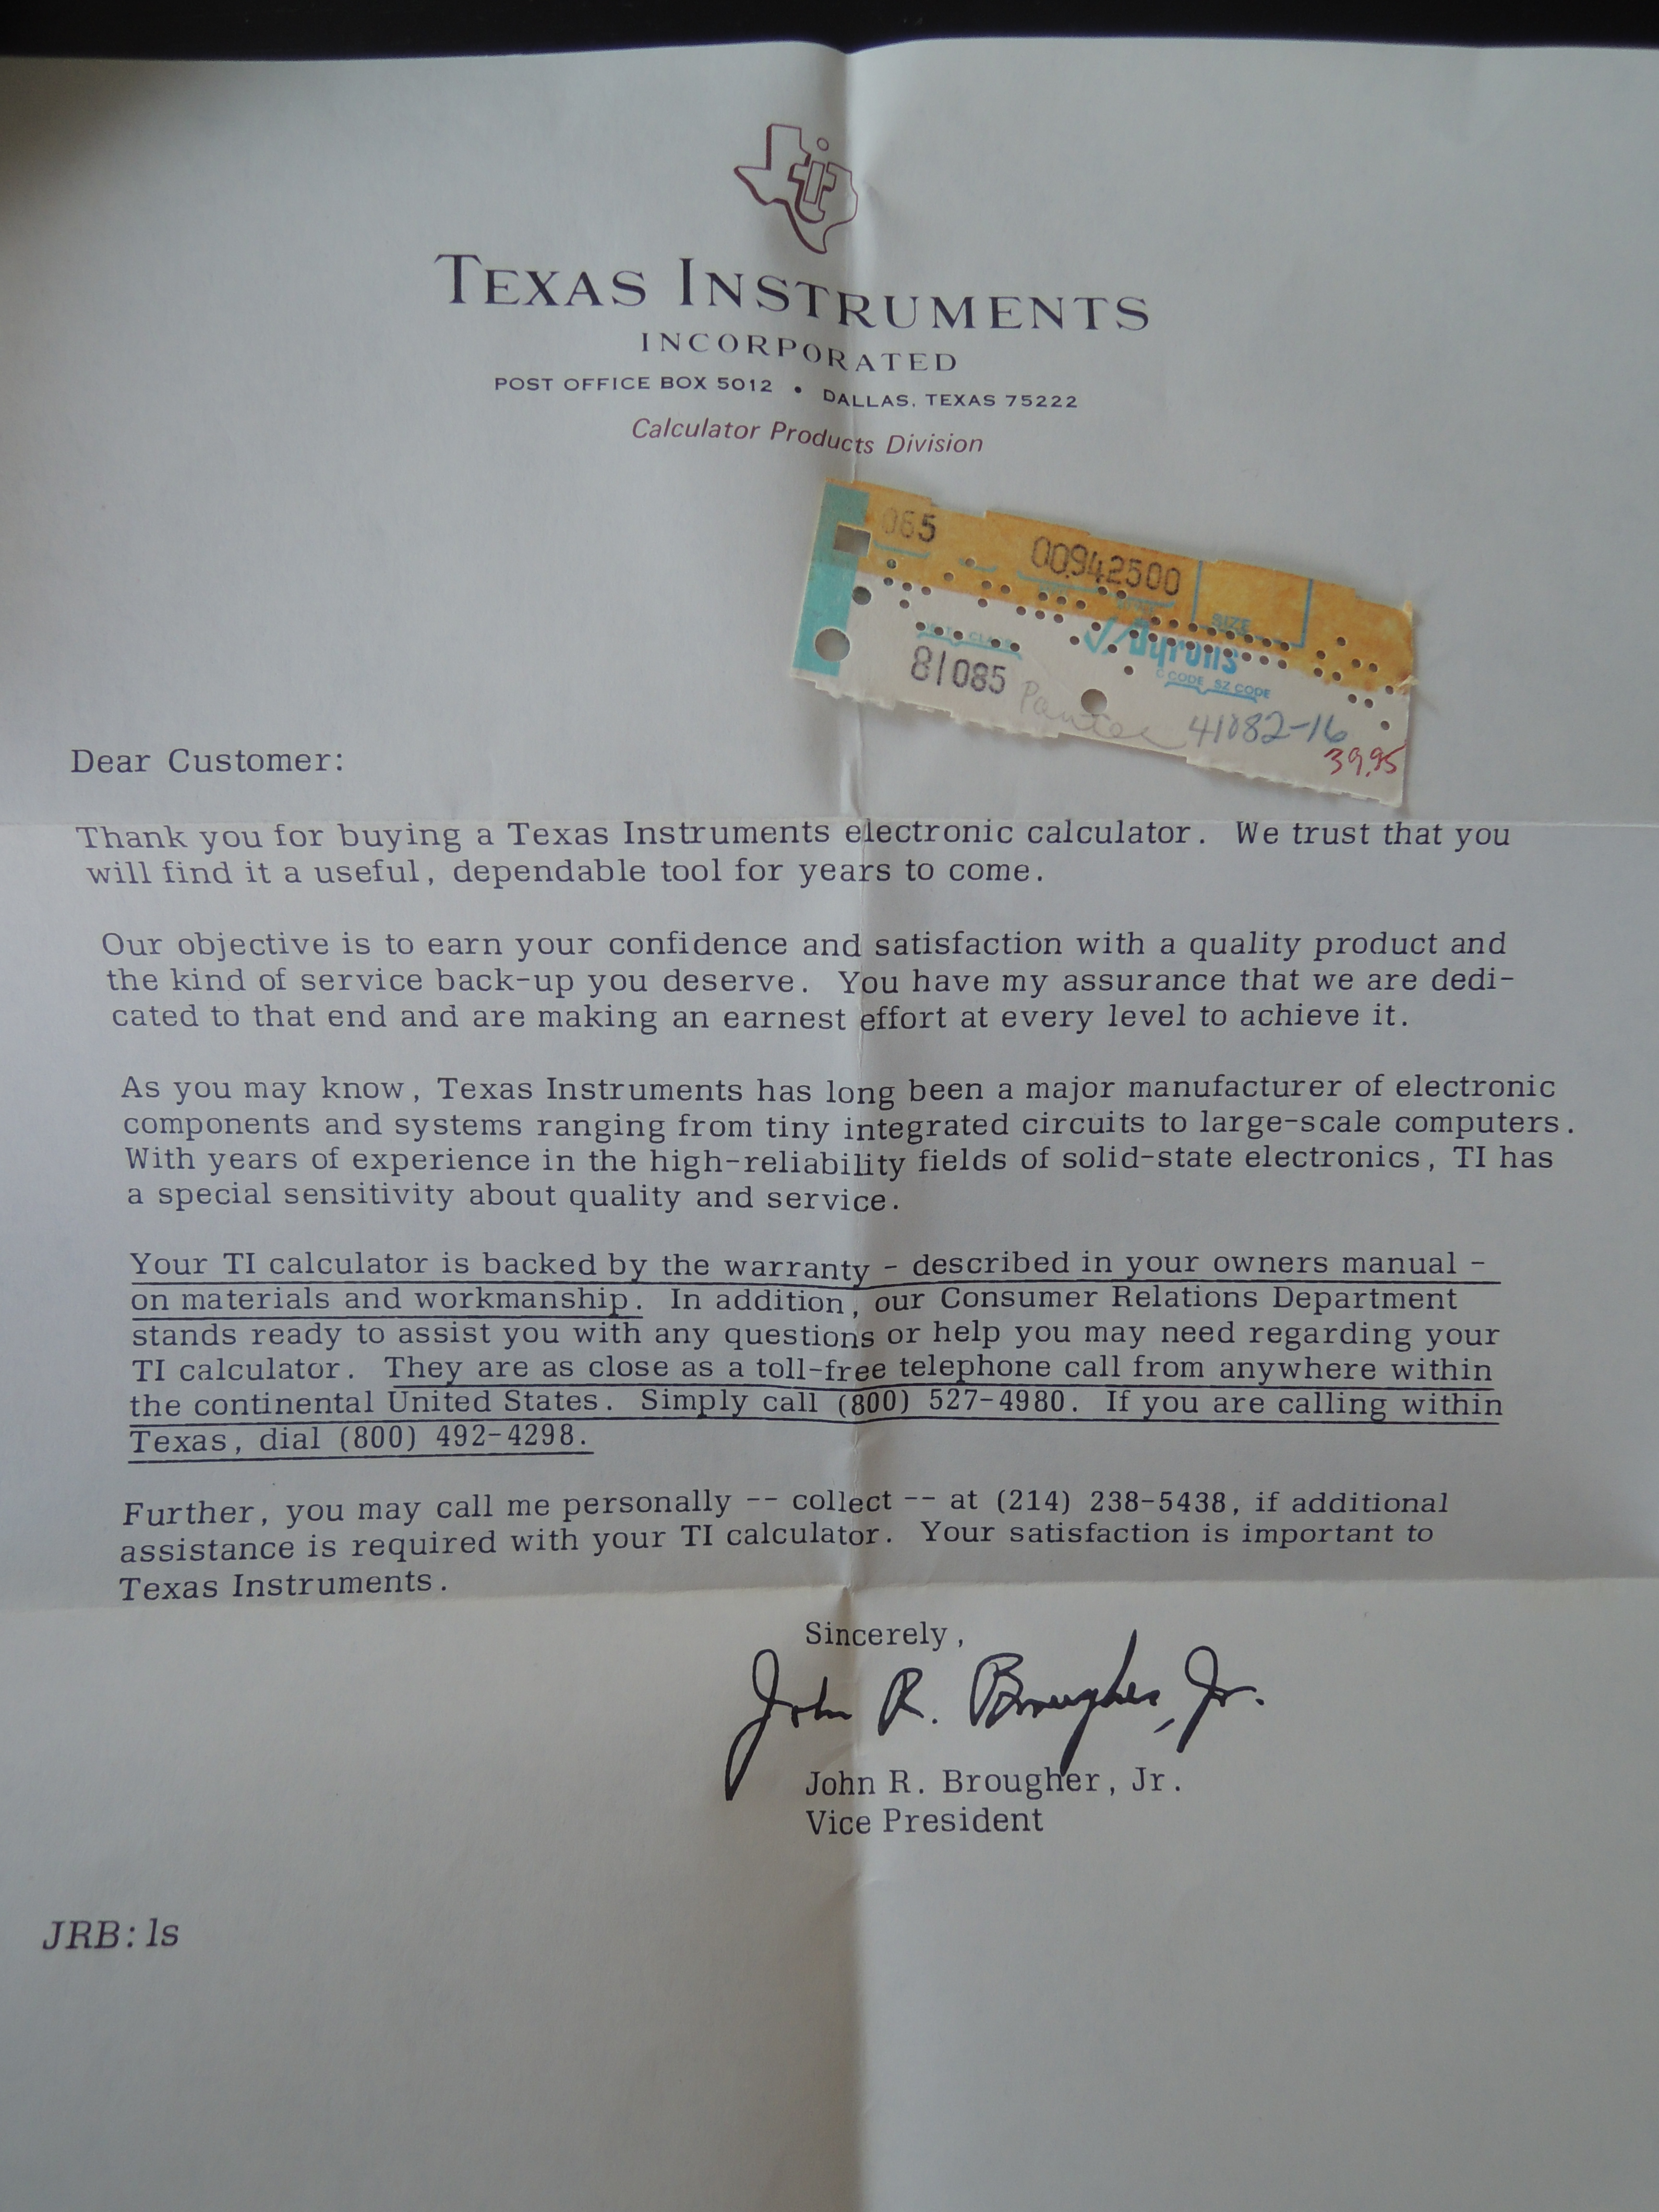 TEXAS INSTRUMENTS
INCORPORATED
POST OFFICE BOX 5012 • DALLAS, TEXAS 75222
Calculator Products Division
065 00942500
SIZE
CLASS
Byrons
C CODE SZ CODE
81085
41082-16
39.95
Dear Customer:
Thank you for buying a Texas Instruments electronic calculator. We trust that you
will find it a useful, dependable tool for years to come.
Our objective is to earn your confidence and satisfaction with a quality product and
the kind of service back-up you deserve. You have my assurance that we are dedi-
cated to that end and are making an earnest effort at every level to achieve it.
As you may know, Texas Instruments has long been a major manufacturer of electronic
components and systems ranging from tiny integrated circuits to large-scale computers.
With years of experience in the high-reliability fields of solid-state electronics, TI has
a special sensitivity about quality and service.
Your TI calculator is backed by the warranty - described in your owners manual -
on materials and workmanship. In addition, our Consumer Relations Department
stands ready to assist you with any questions or help you may need regarding your
TI calculator. They are as close as a toll-free telephone call from anywhere within
the continental United States. Simply call (800) 527-4980. If you are calling within
Texas, dial (800) 492-4298.
Further, you may call me personally -- collect -- at (214) 238-5438, if additional
assistance is required with your TI calculator. Your satisfaction is important to
Texas Instruments.
Sincerely,
John R. Brougher, Jr.
John R. Brougher, Jr.
Vice President
JRB:ls